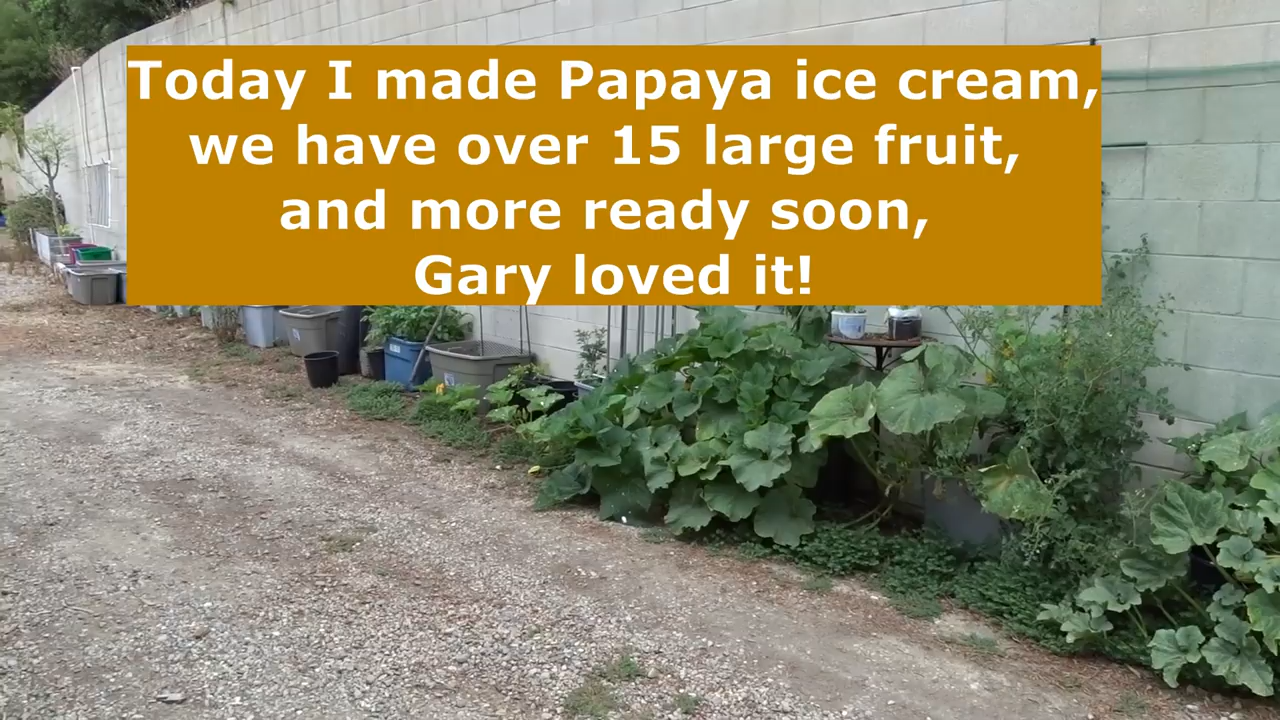 Today I made Papaya ice cream,
we have over 15 large fruit,
and more ready soon,
Gary loved it!